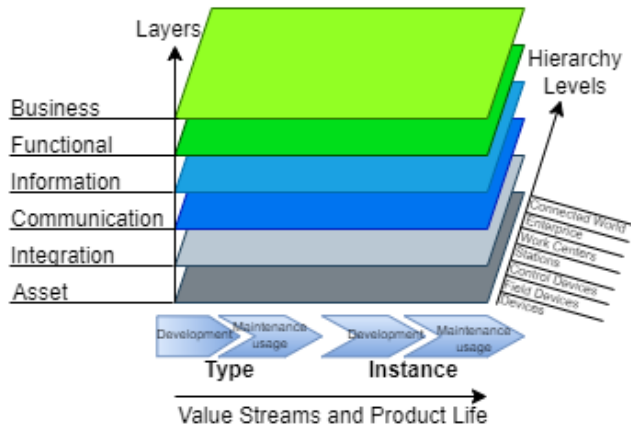 Layers
Hierarchy
Levels
Business
Functional
Information
Communication
Integration
Asset
Connected World
Enterprice
Work Centers
Stations
Control Devices
Field Devices
Devices
Development
Maintenance
usage
Development
Maintenance
usage
Type
Instance
Value Streams and Product Life